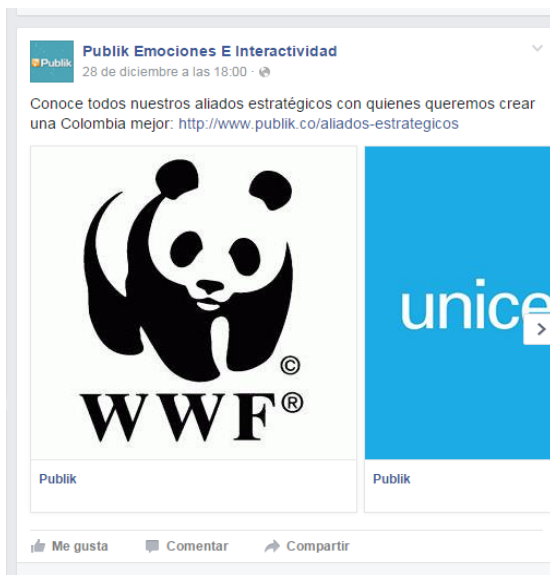 Publik
Publik Emociones E Interactividad
28 de diciembre a las 18:00 ·
Conoce todos nuestros aliados estratégicos con quienes queremos crear
una Colombia mejor: http://www.publik.co/aliados-estrategicos
©
WWF®
unice
Publik
Publik
Me gusta Comentar Compartir